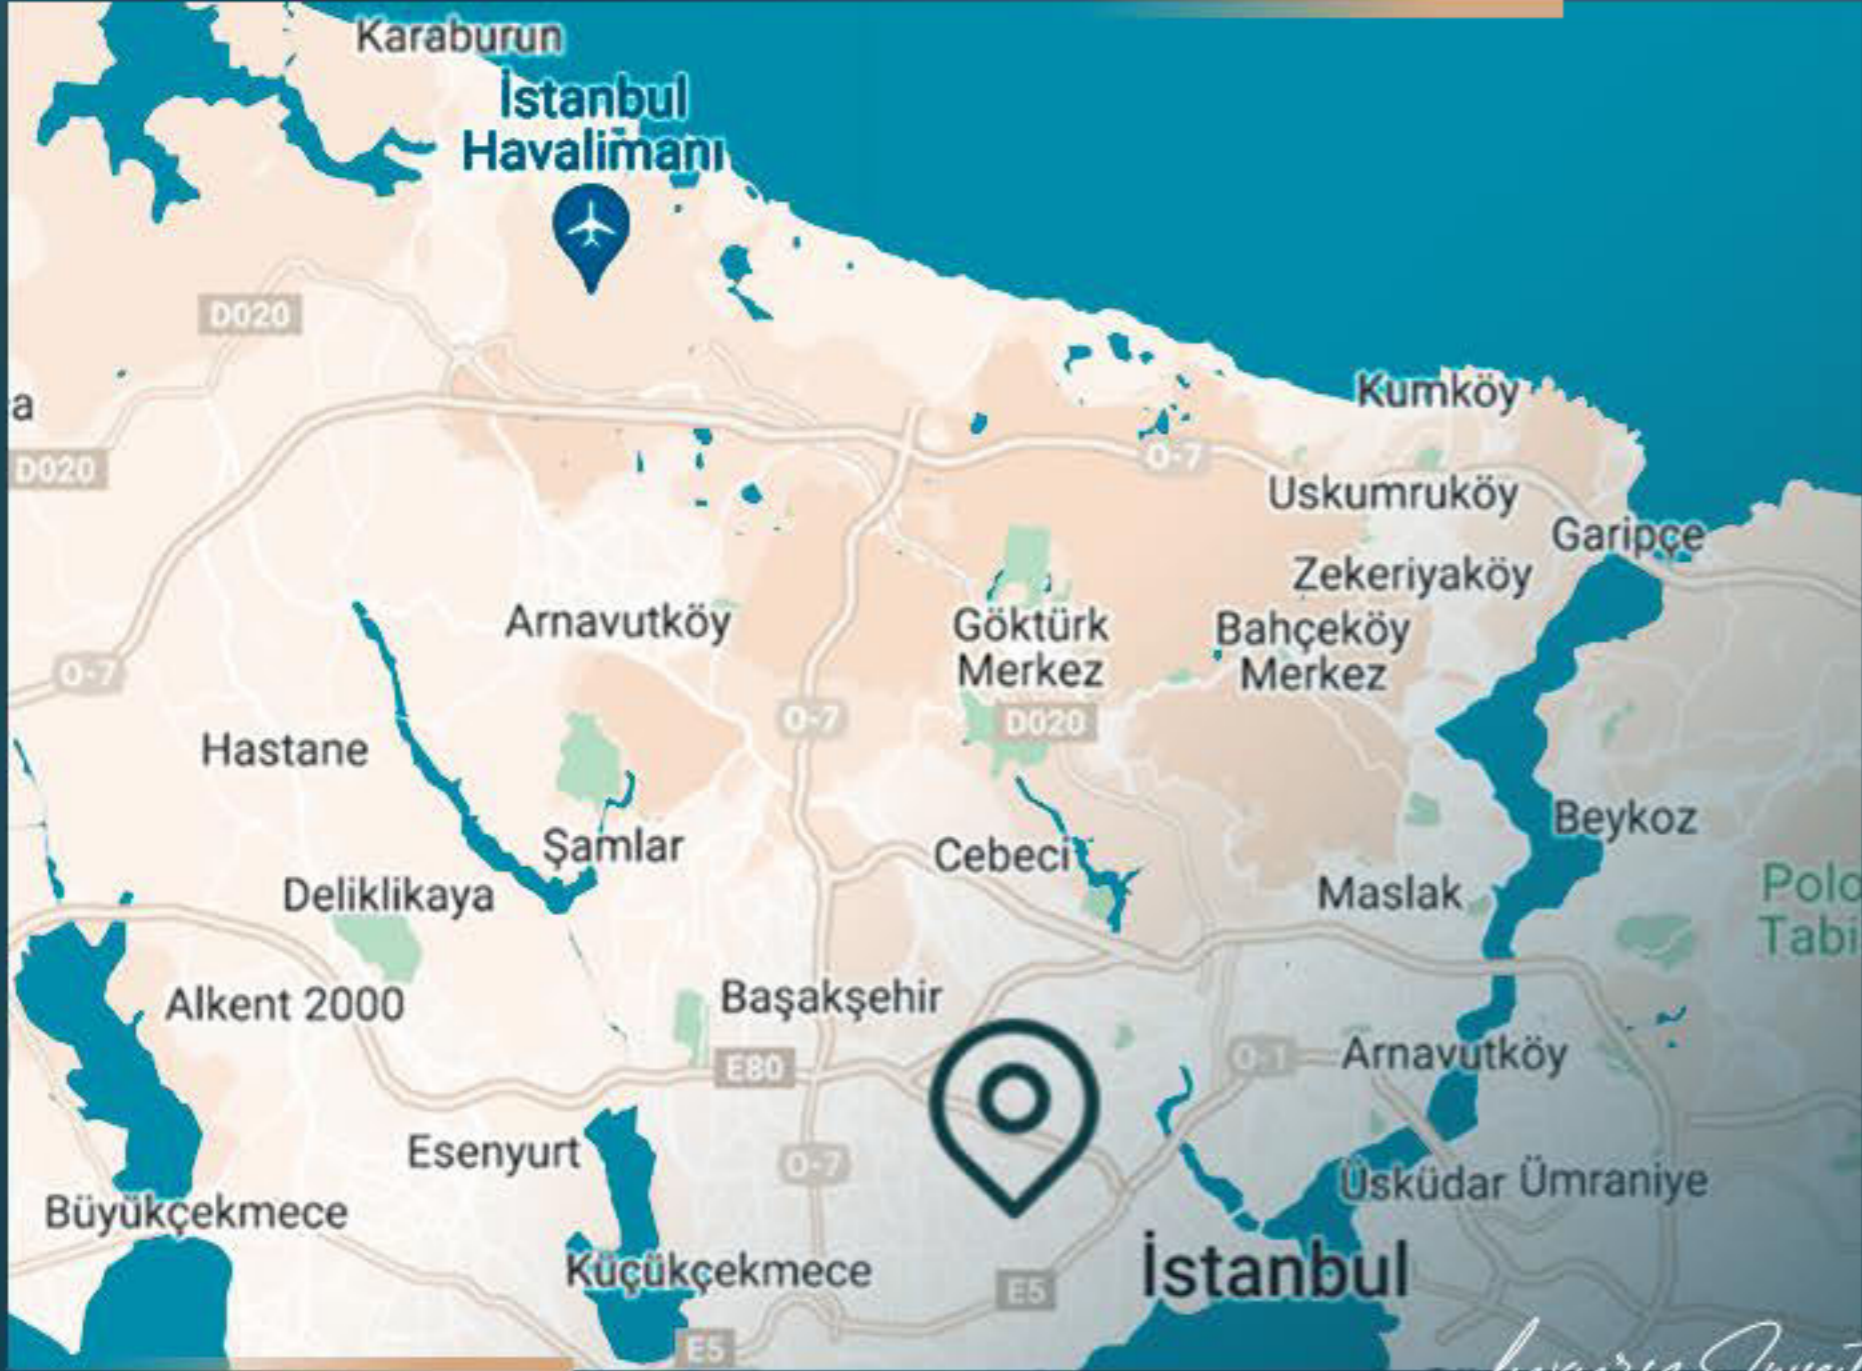 Karaburun
İstanbul
Havalimanı
D020
a
Kumköy
D020
O-7
Uskumruköy
Garipçe
Zekeriyaköy
Arnavutköy
Göktürk
Merkez
Bahçeköy
Merkez
O-7
O-7
D020
Hastane
Beykoz
Şamlar
Cebeci
Deliklikaya
Maslak
Polo
Tabi
Alkent 2000
Başakşehir
E80
O-1
Arnavutköy
Esenyurt
O-7
Üsküdar
Ümraniye
Büyükçekmece
Küçükçekmece
İstanbul
E5
E5